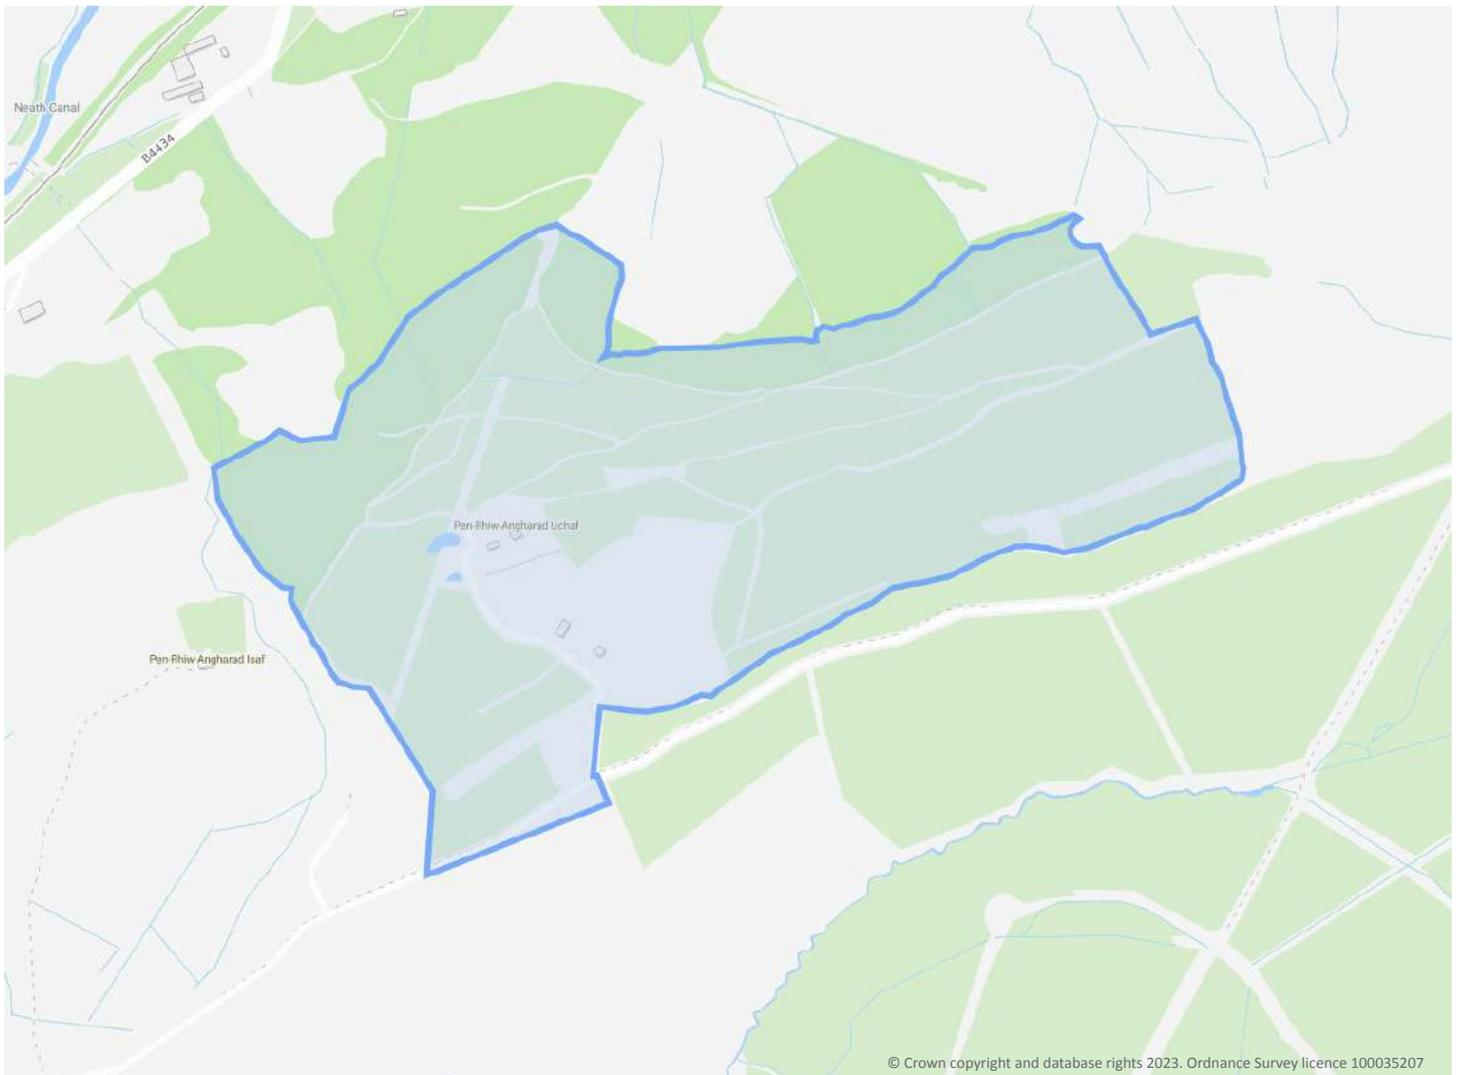 Neath Canal
B4434
Pen-Rhiw Angharad Uchaf
Pen-Rhiw Angharad Isaf
© Crown copyright and database rights 2023. Ordnance Survey licence 100035207